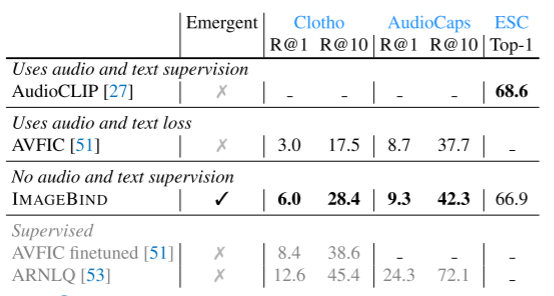 Emergent Clotho AudioCaps ESC
R@1 R@10 R@1 R@10 Top-1
Uses audio and text supervision
AudioCLIP [27] ✗ - - - - 68.6
Uses audio and text loss
AVFIC [51] ✗ 3.0 17.5 8.7 37.7 -
No audio and text supervision
IMAGEBIND ✓ 6.0 28.4 9.3 42.3 66.9
Supervised
AVFIC finetuned [51] ✗ 8.4 38.6 - - -
ARNLQ [53] ✗ 12.6 45.4 24.3 72.1 -